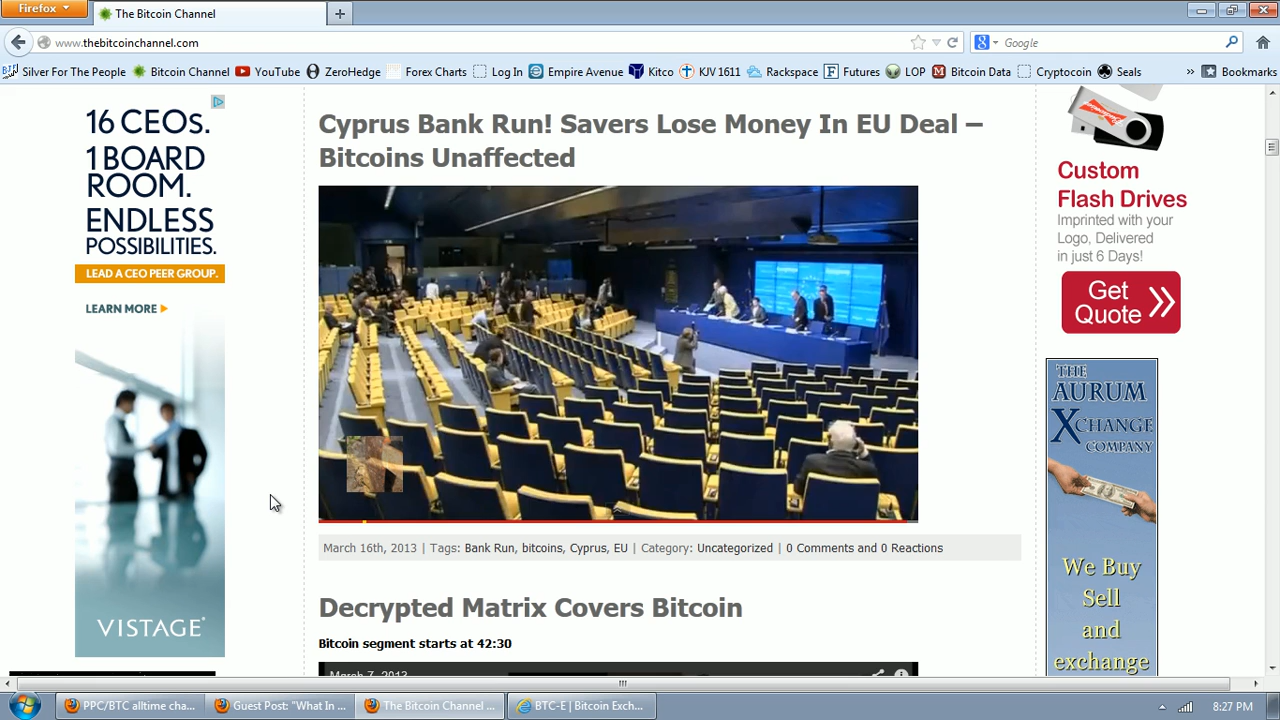 Firefox
The Bitcoin Channel
www.thebitcoinchannel.com
Google
Silver For The People
Bitcoin Channel
YouTube
ZeroHedge
Forex Charts
Log In
Empire Avenue
Kitco
KJV 1611
Rackspace
Futures
LOP
Bitcoin Data
Cryptocoin
Seals
»
Bookmarks
16 CEOs.
1 BOARD
ROOM.
ENDLESS
POSSIBILITIES.
LEAD A CEO PEER GROUP.
LEARN MORE
VISTAGE
Cyprus Bank Run! Savers Lose Money In EU Deal –
Bitcoins Unaffected
March 16th, 2013 | Tags: Bank Run, bitcoins, Cyprus, EU | Category: Uncategorized | 0 Comments and 0 Reactions
Decrypted Matrix Covers Bitcoin
Bitcoin segment starts at 42:30
March 7, 2013
Custom
Flash Drives
Imprinted with your
Logo, Delivered
in just 6 Days!
Get
Quote
THE
AURUM
XCHANGE
COMPANY
We Buy
Sell
and
exchange
PPC/BTC alltime cha...
Guest Post: "What In ...
The Bitcoin Channel ...
BTC-E | Bitcoin Exch...
8:27 PM